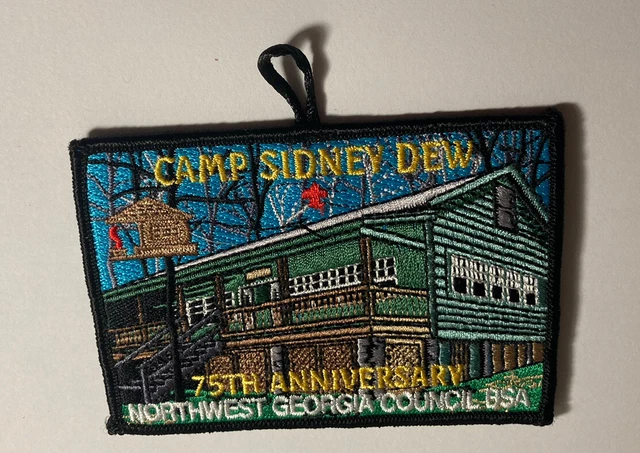 CAMP SIDNEY DEW
75TH ANNIVERSARY
NORTHWEST GEORGIA COUNCIL-BSA